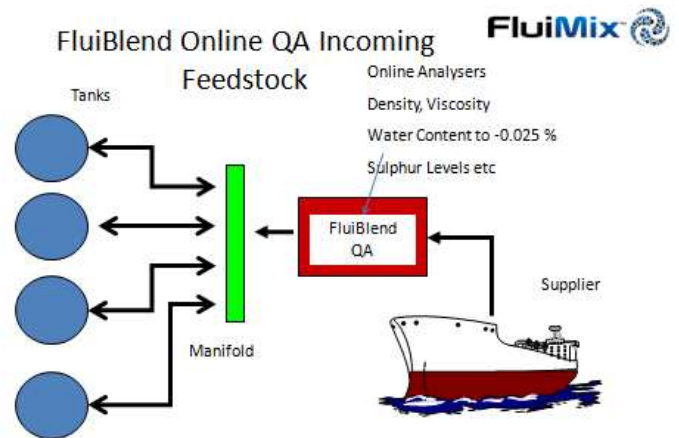 FluiBlend Online QA Incoming
Feedstock
FluiMix™
Tanks
Online Analysers
Density, Viscosity
Water Content to -0.025 %
Sulphur Levels etc
FluiBlend
QA
Supplier
Manifold